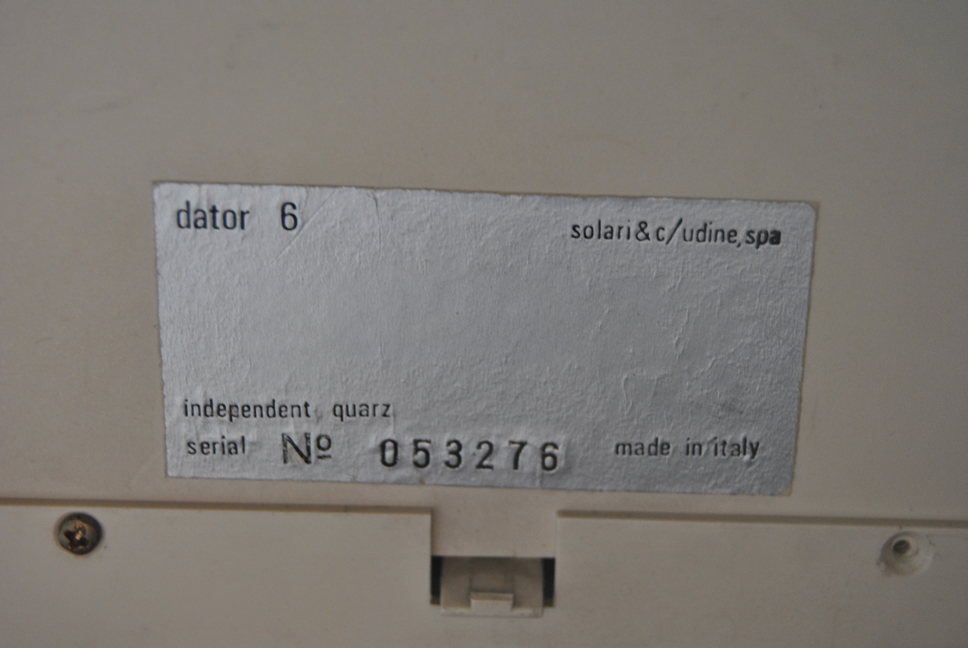 dator 6
solari&c/udine,spa
independent quarz
serial Nº 053276 made in italy